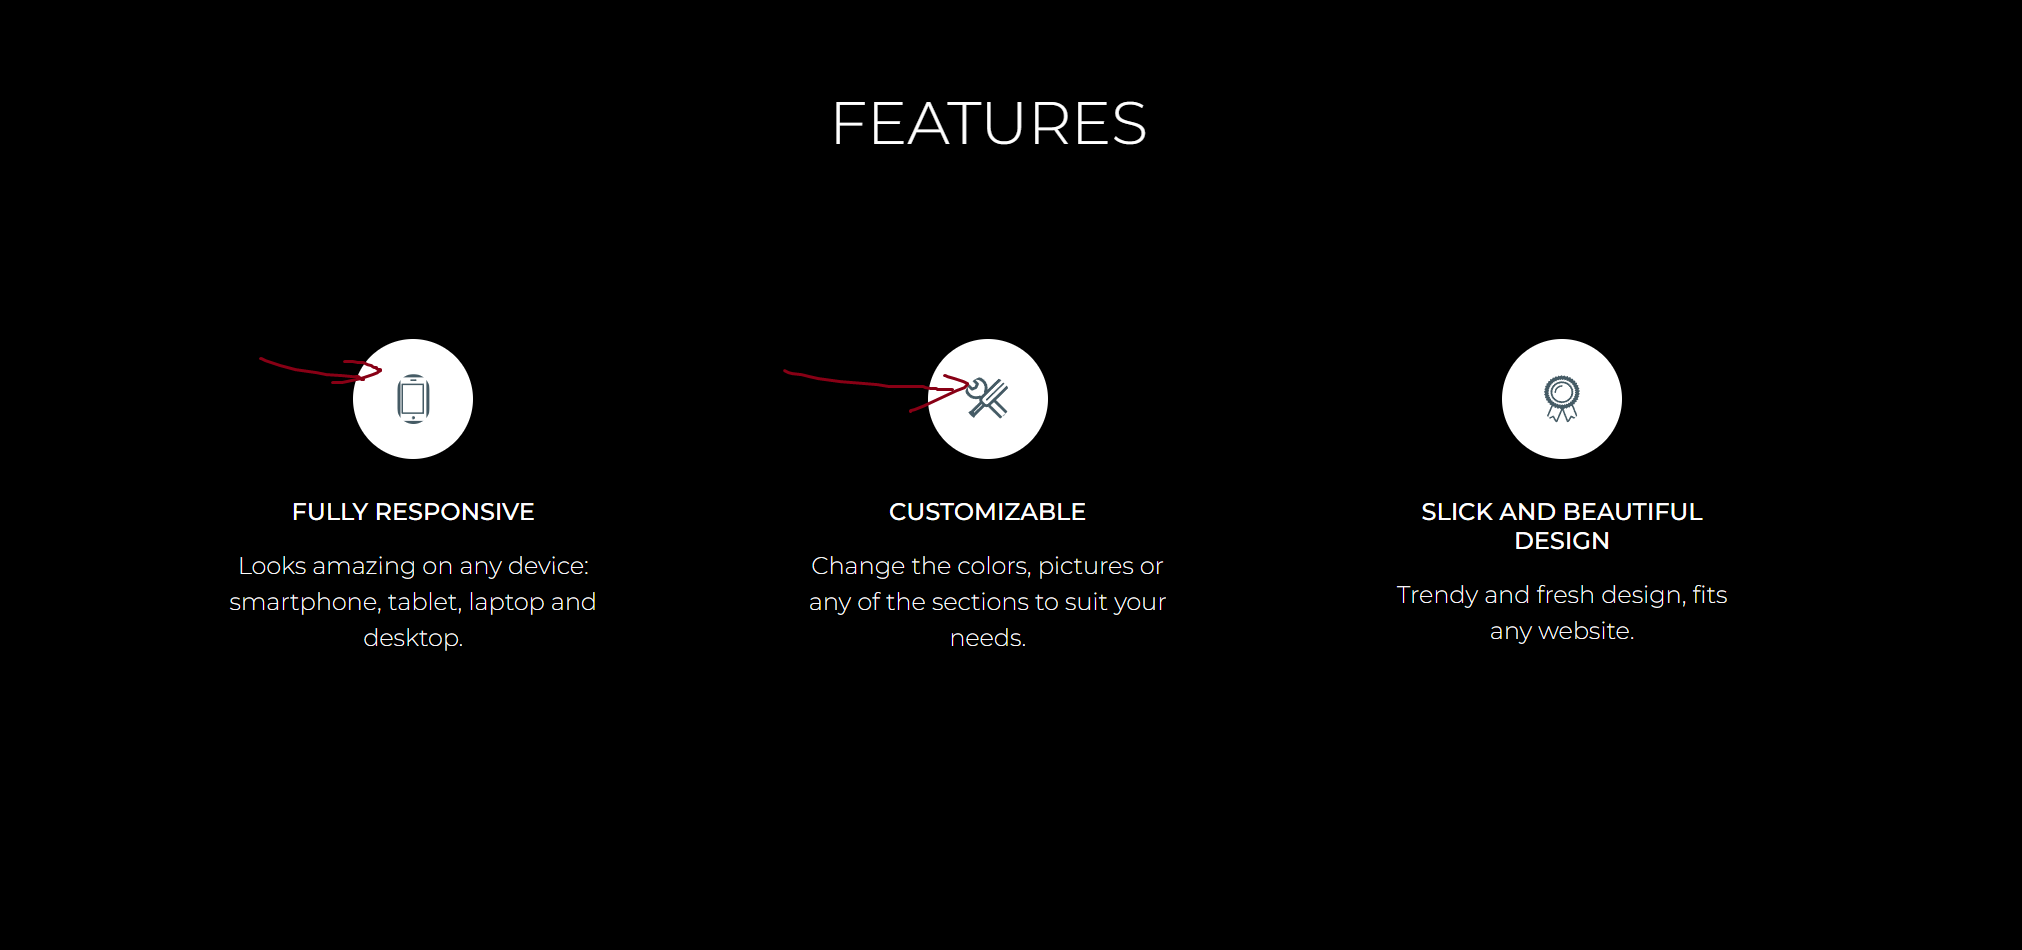 FEATURES
FULLY RESPONSIVE
Looks amazing on any device:
smartphone, tablet, laptop and
desktop.
CUSTOMIZABLE
Change the colors, pictures or
any of the sections to suit your
needs.
SLICK AND BEAUTIFUL
DESIGN
Trendy and fresh design, fits
any website.